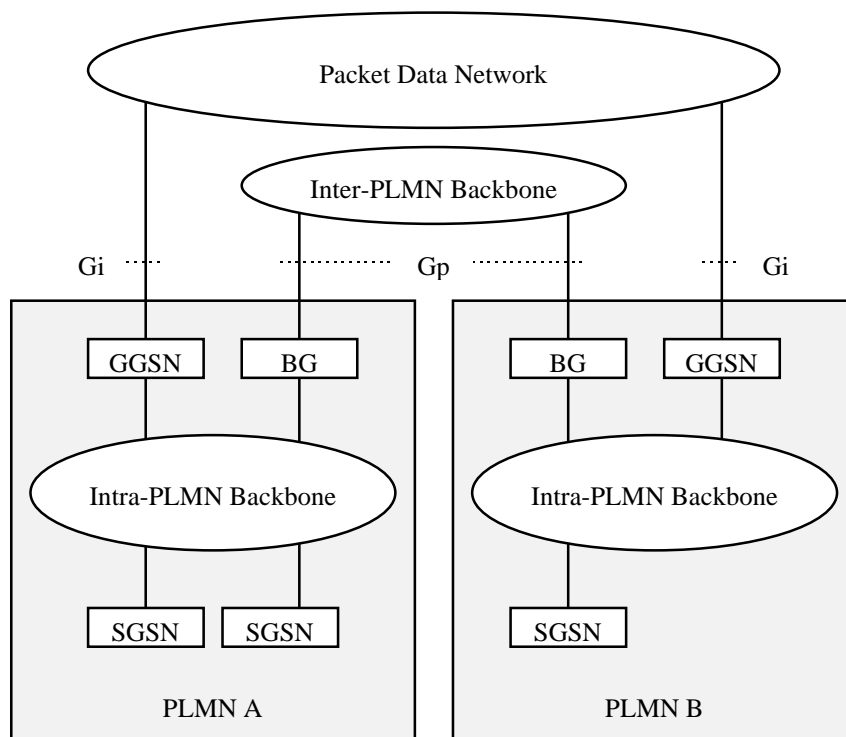 Packet Data Network
Inter-PLMN Backbone
Gi
Gp
Gi
GGSN
BG
BG
GGSN
Intra-PLMN Backbone
Intra-PLMN Backbone
SGSN
SGSN
SGSN
PLMN A
PLMN B